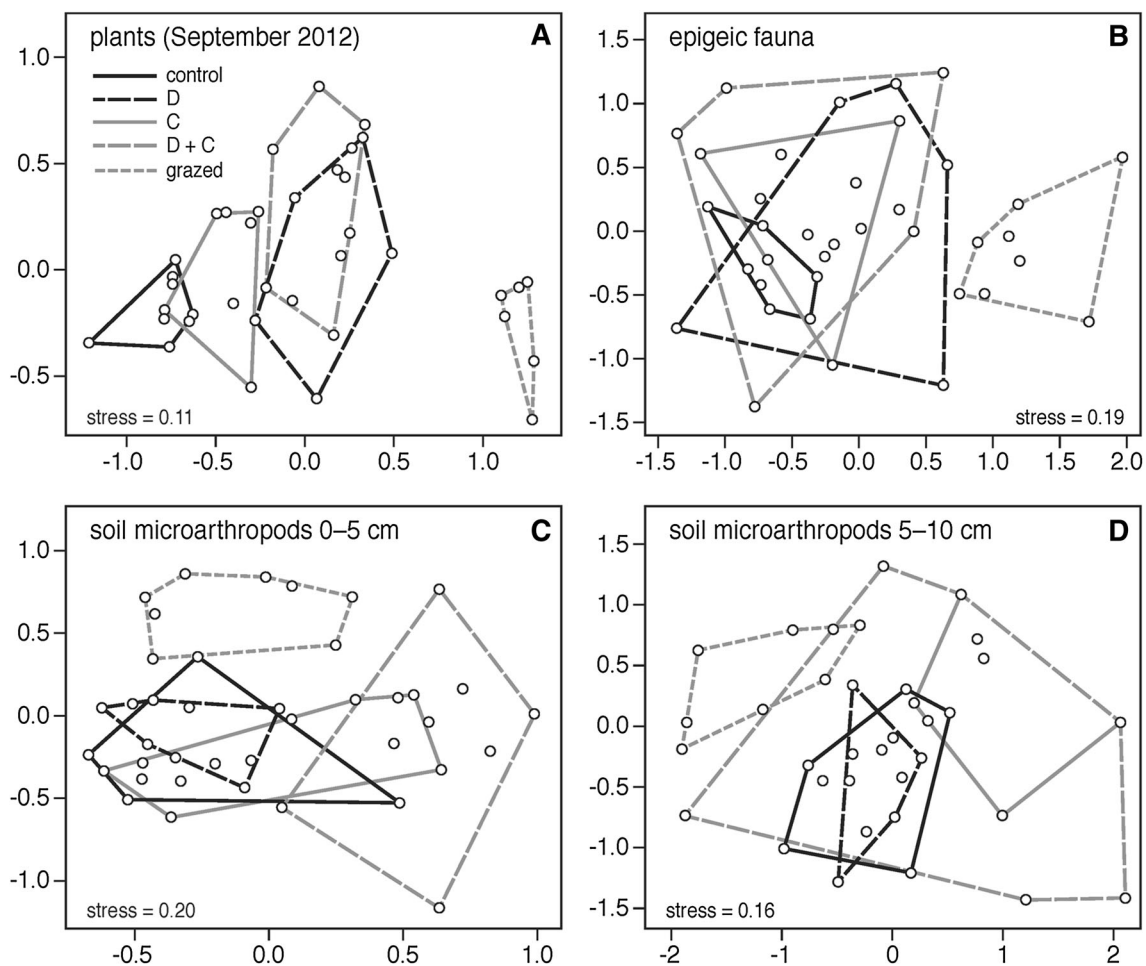 plants (September 2012) A
control
D
C
D + C
grazed
1.0
0.5
0.0
-0.5
stress = 0.11
-1.0 -0.5 0.0 0.5 1.0
epigeic fauna B
1.5
1.0
0.5
0.0
-0.5
-1.0
-1.5
stress = 0.19
-1.5 -1.0 -0.5 0.0 0.5 1.0 1.5 2.0
soil microarthropods 0–5 cm C
1.0
0.5
0.0
-0.5
-1.0
stress = 0.20
-0.5 0.0 0.5 1.0
soil microarthropods 5–10 cm D
1.5
1.0
0.5
0.0
-0.5
-1.0
-1.5
stress = 0.16
-2 -1 0 1 2